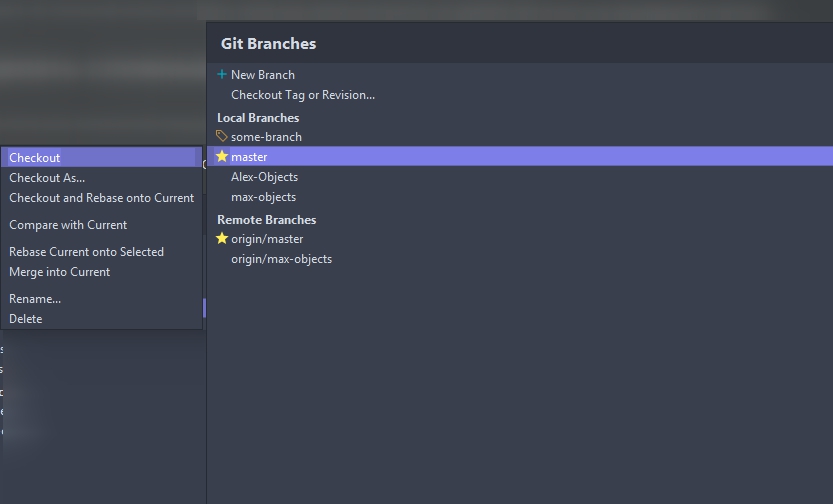 Git Branches
New Branch
Checkout Tag or Revision...
Local Branches
some-branch
master
Alex-Objects
max-objects
Remote Branches
origin/master
origin/max-objects
Checkout
Checkout As...
Checkout and Rebase onto Current
Compare with Current
Rebase Current onto Selected
Merge into Current
Rename...
Delete